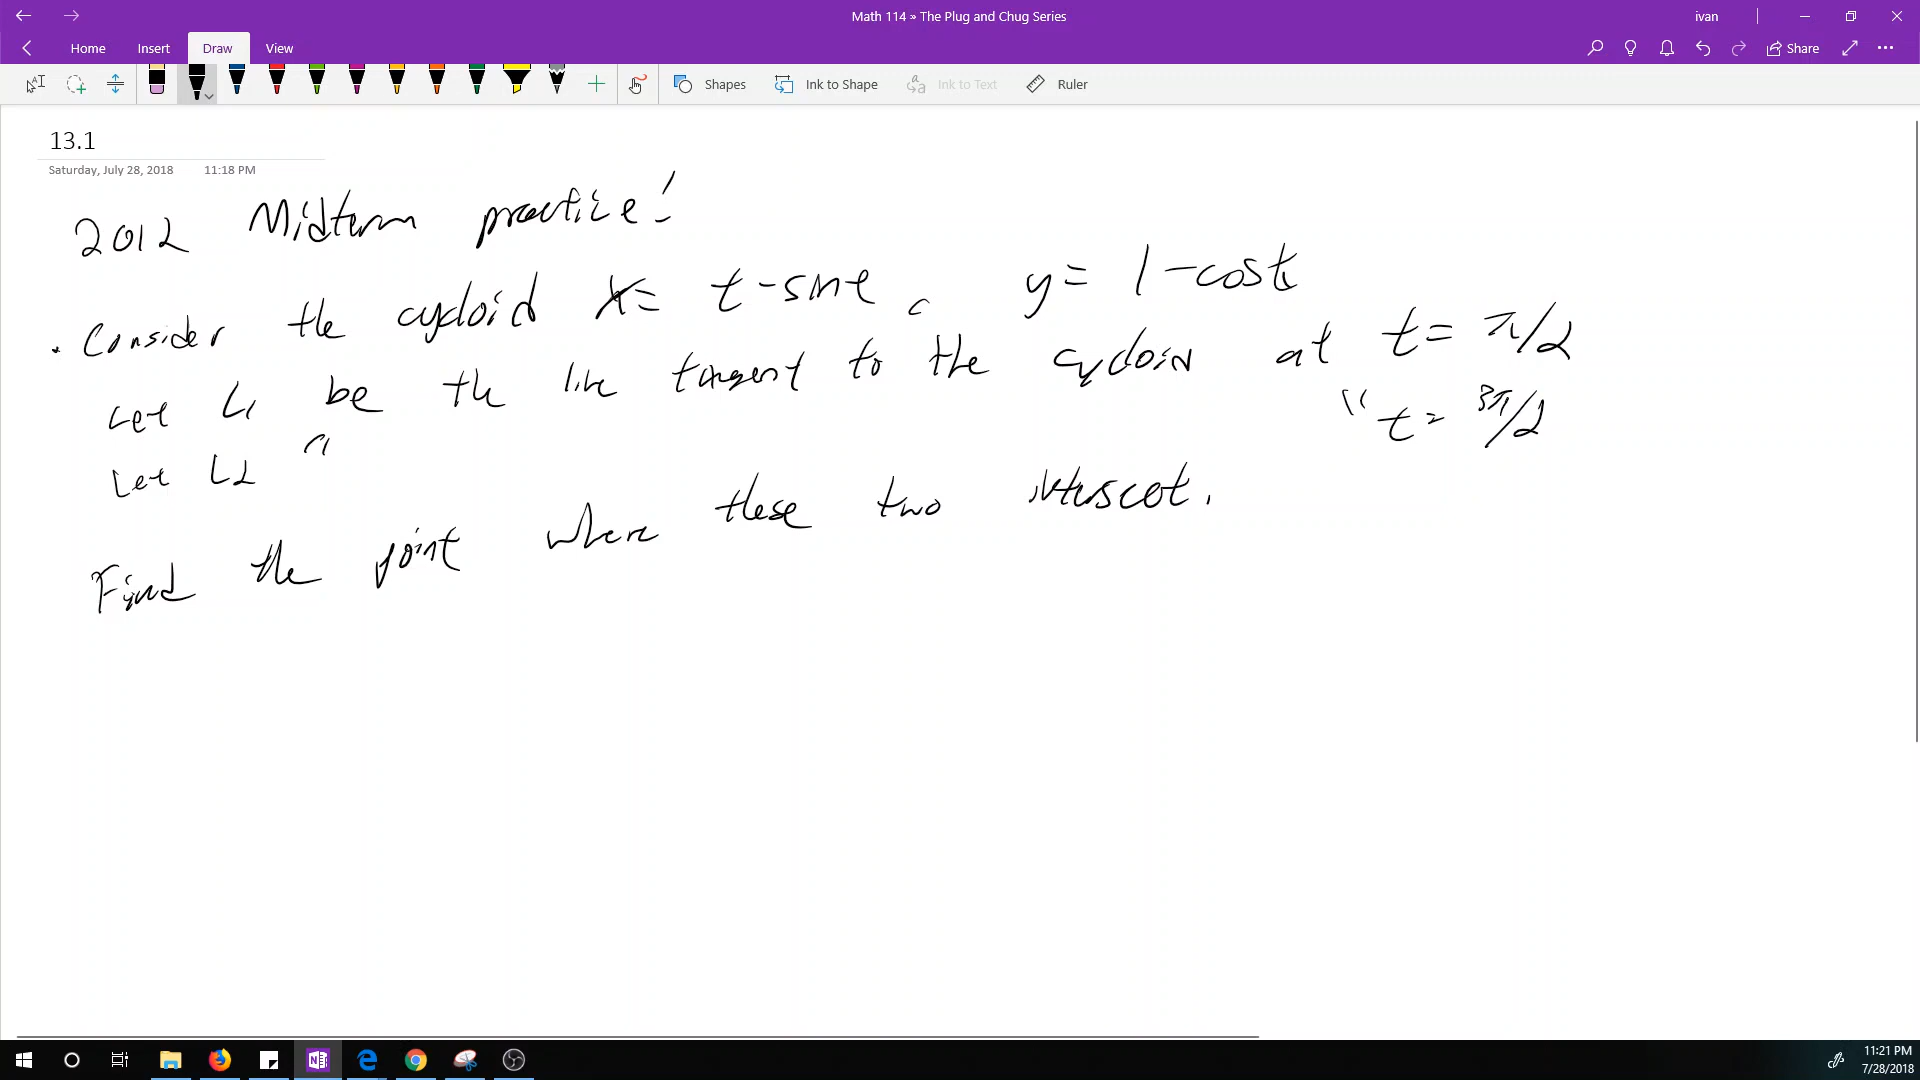 Math 114 » The Plug and Chug Series
ivan
Home Insert Draw View
Share
Shapes Ink to Shape Ink to Text Ruler
13.1
Saturday, July 28, 2018 11:18 PM
2012 Midterm practice!
. Consider the cycloid x = t - sin t, y = 1 - cos t
Let L1 be the line tangent to the cycloid at t = π/2
Let L2 " " t = 3π/2
Find the point where these two intersect.
11:21 PM
7/28/2018